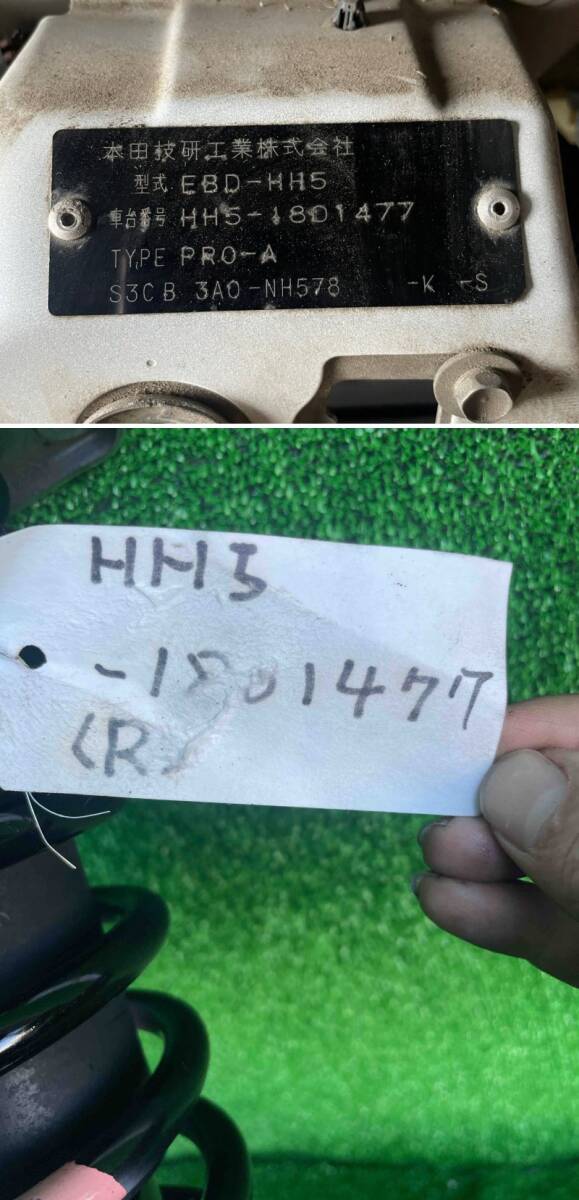 本田技研工業株式会社
型式 EBD-HH5
車台番号 HH5-1801477
TYPE PRO-A
S3CB 3A0-NH578 -K -S
HH5
-1801477
(R)